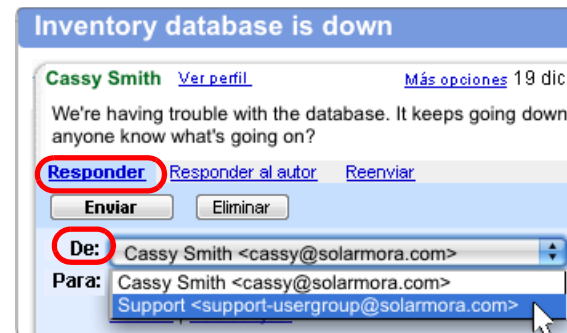 Inventory database is down
Cassy Smith Ver perfil Más opciones 19 dic
We're having trouble with the database. It keeps going down
anyone know what's going on?
Responder Responder al autor Reenviar
Enviar Eliminar
De: Cassy Smith <cassy@solarmora.com>
Para: Cassy Smith <cassy@solarmora.com>
Support <support-usergroup@solarmora.com>